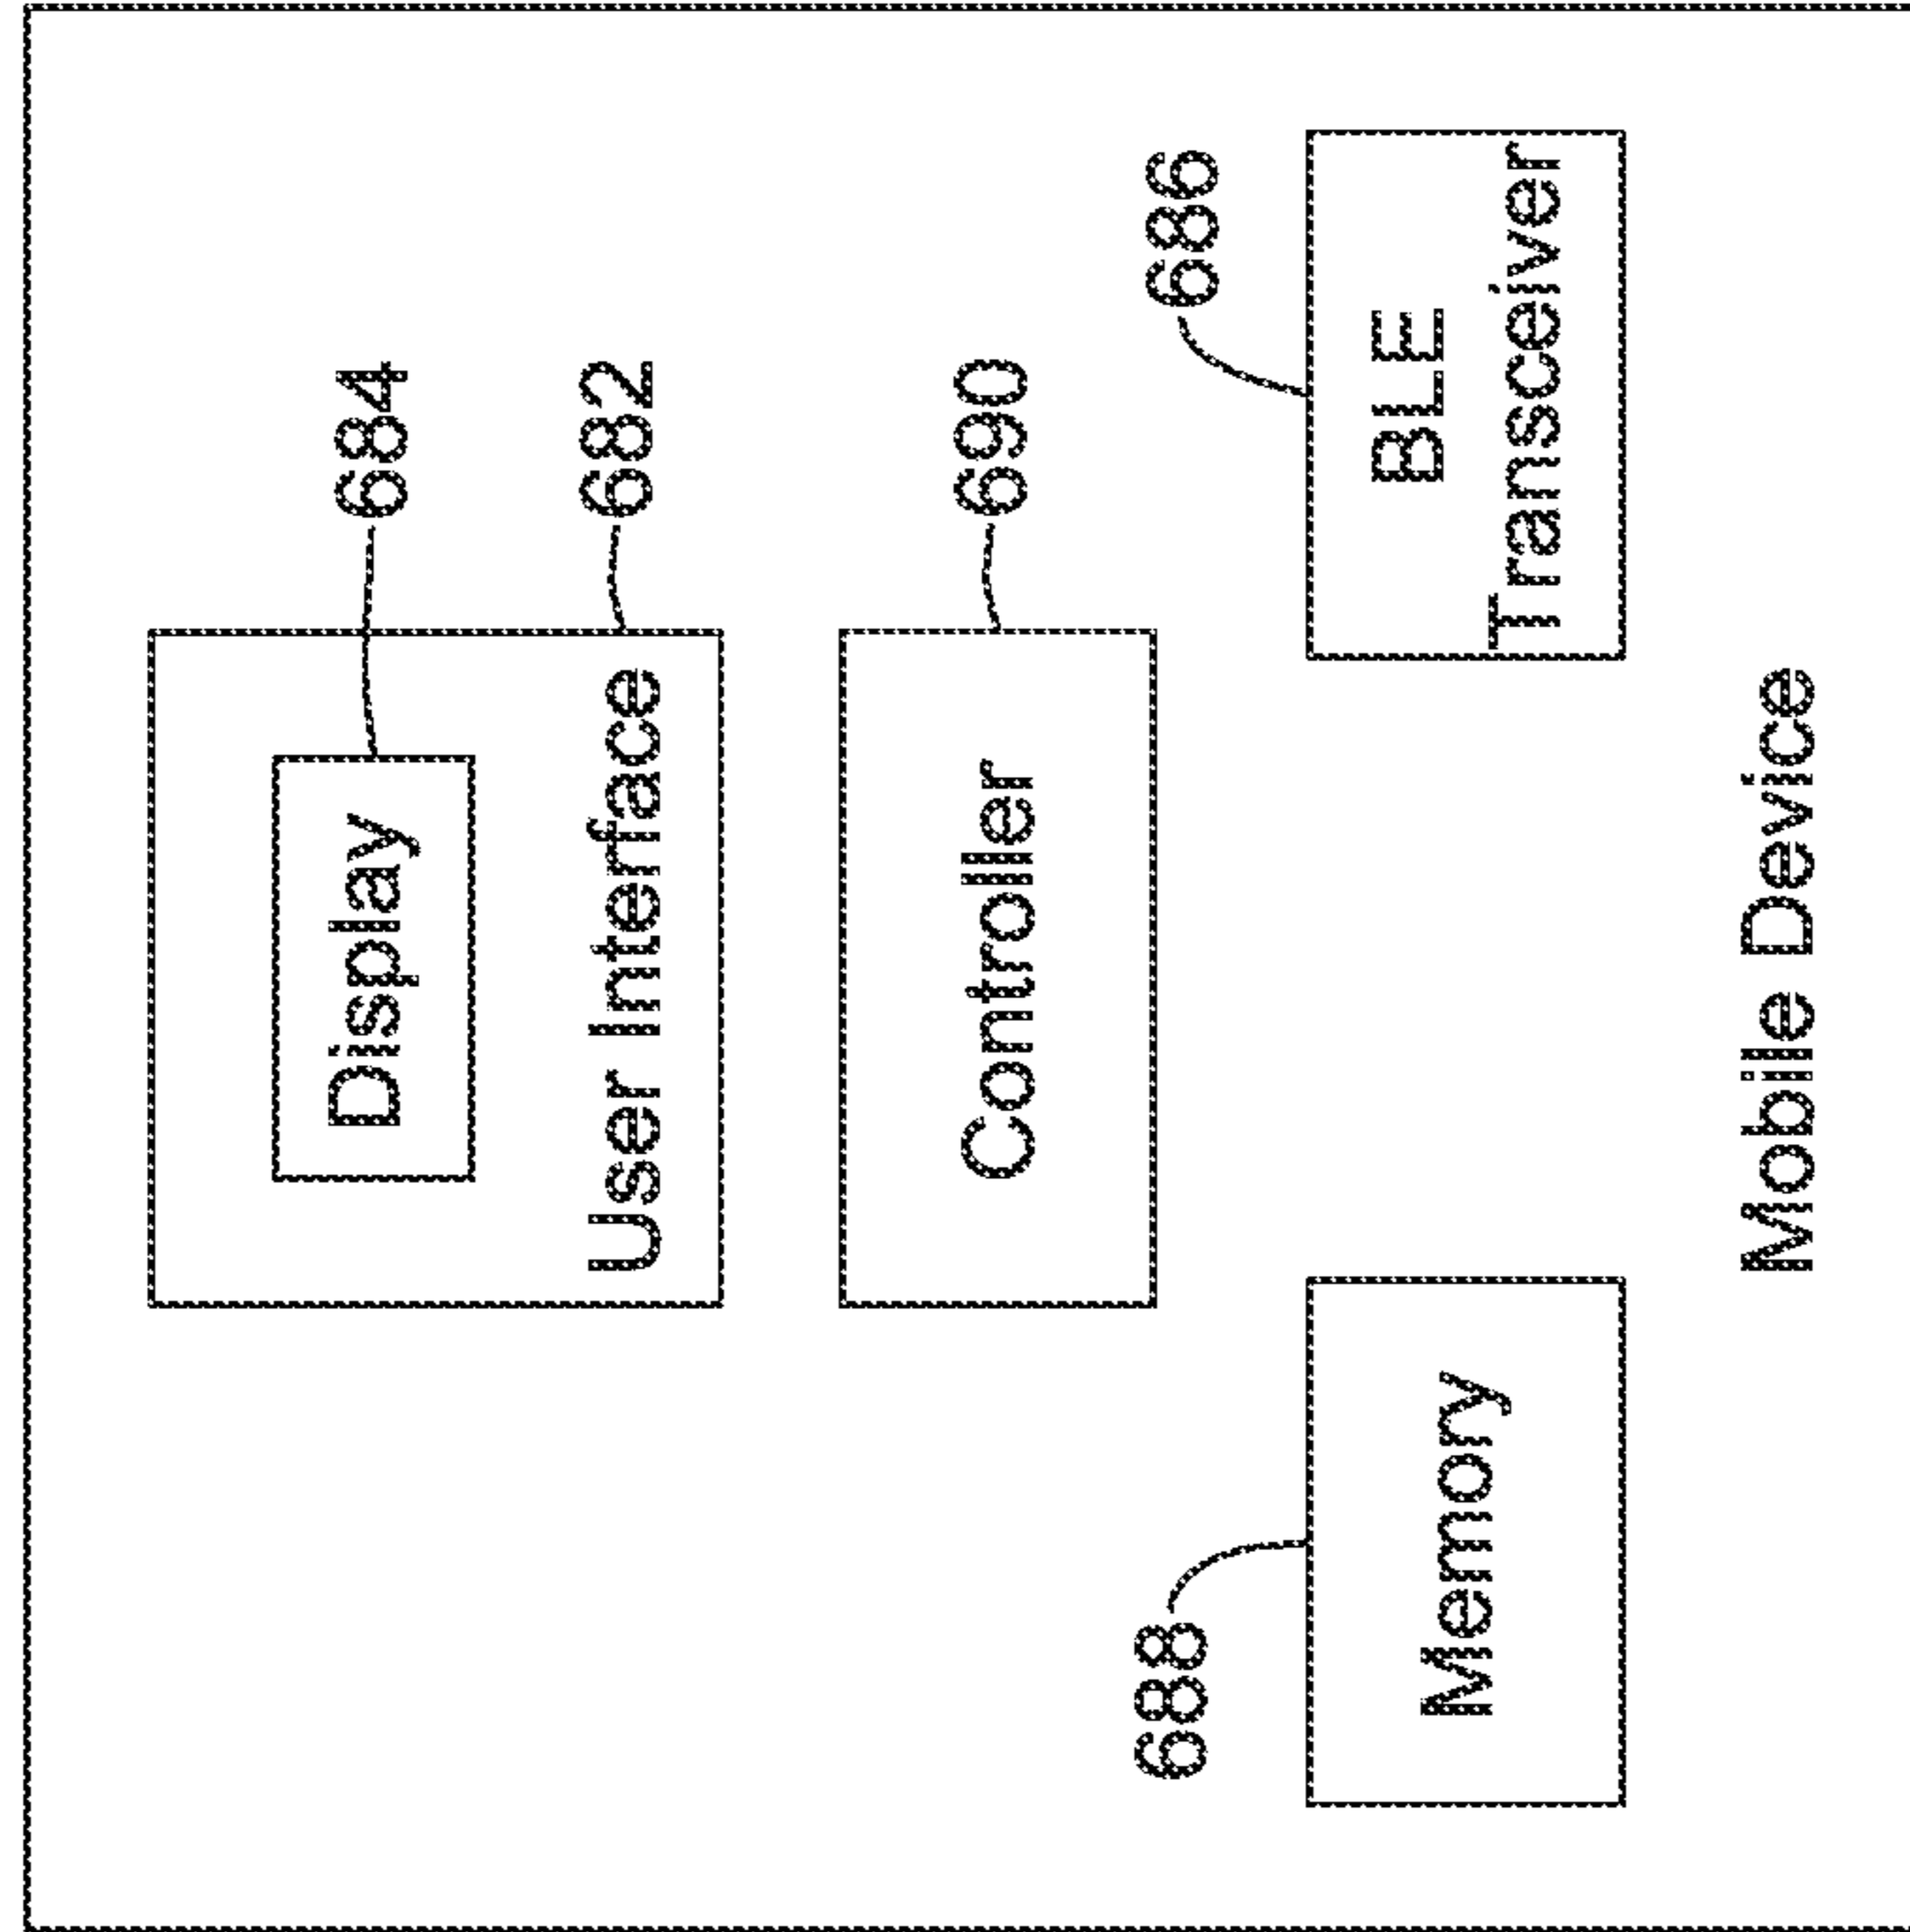 684
Display
682
User Interface
690
Controller
688
Memory
686
BLE
Transceiver
Mobile Device